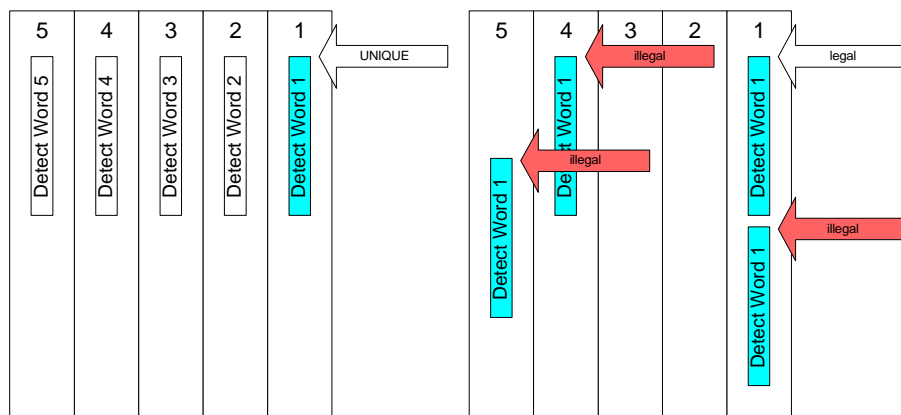 5 4 3 2 1
UNIQUE
Detect Word 5
Detect Word 4
Detect Word 3
Detect Word 2
Detect Word 1
5 4 3 2 1
illegal
legal
Detect Word 1
Detect Word 1
illegal
Detect Word 1
illegal
Detect Word 1